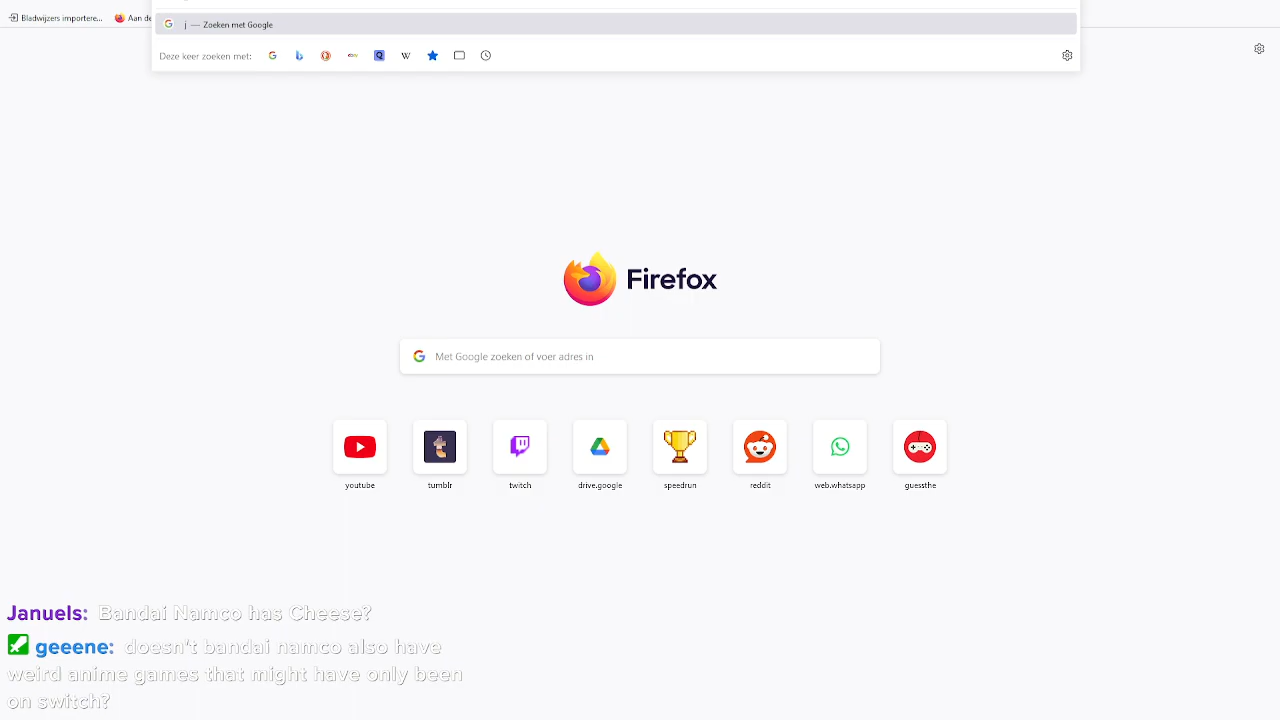 Bladwijzers importere...
Aan de
j — Zoeken met Google
Deze keer zoeken met:
Firefox
Met Google zoeken of voer adres in
youtube
tumblr
twitch
drive.google
speedrun
reddit
web.whatsapp
guessthe
Januels: Bandai Namco has Cheese?
geeene: doesn't bandai namco also have
weird anime games that might have only been
on switch?